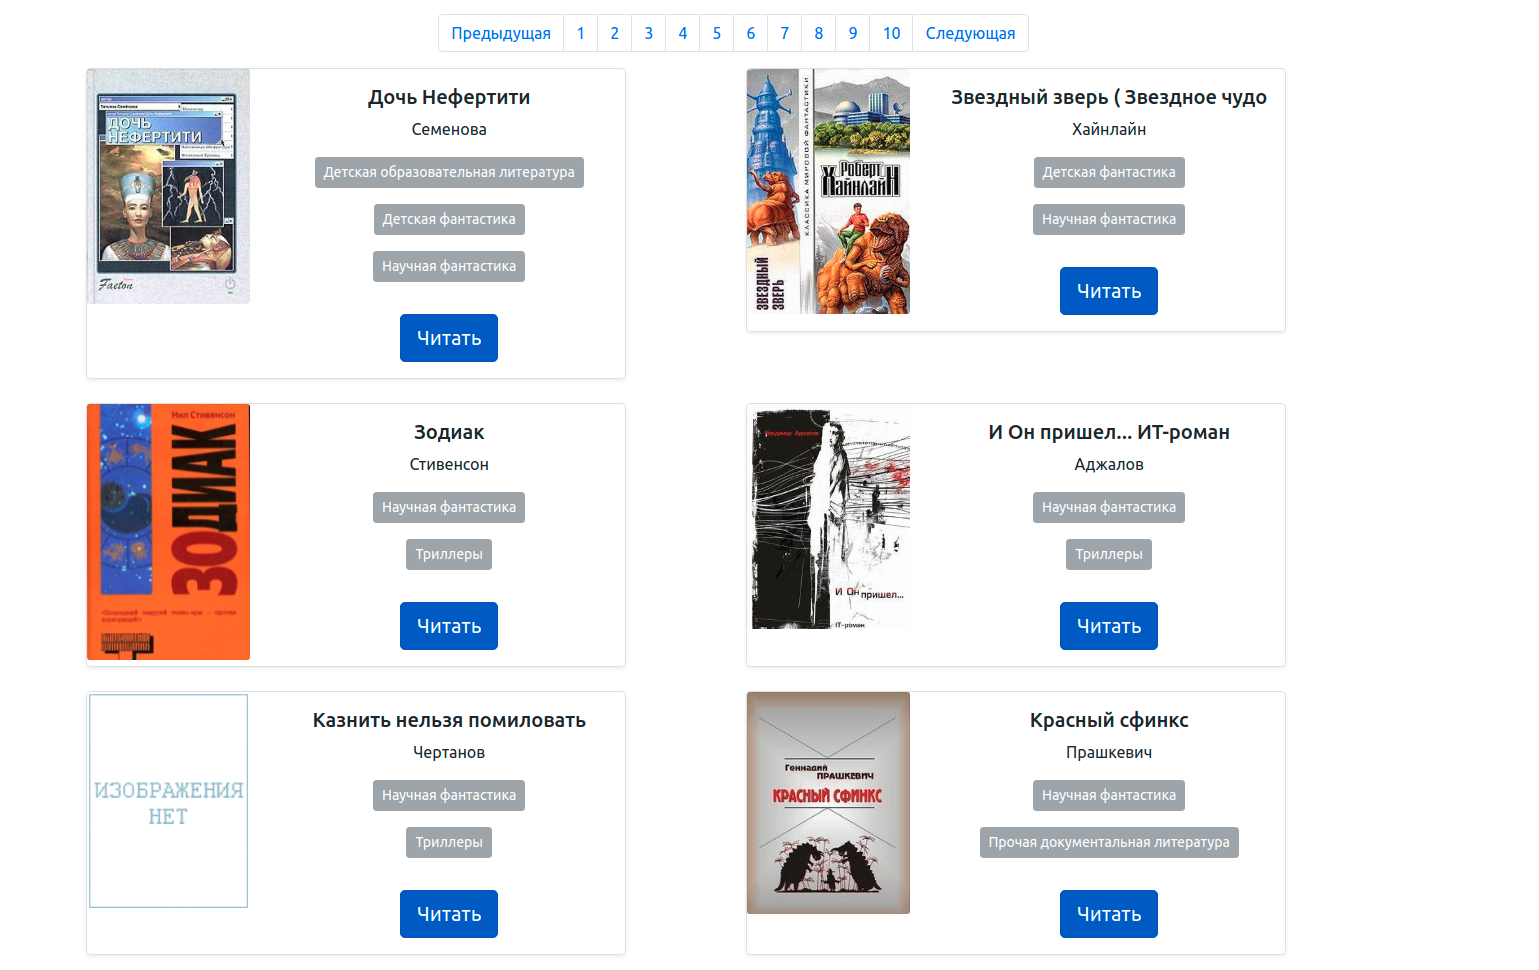 Предыдущая 1 2 3 4 5 6 7 8 9 10 Следующая
ДОЧЬ
НЕФЕРТИТИ
Faeton
Дочь Нефертити
Семенова
Детская образовательная литература
Детская фантастика
Научная фантастика
Читать
КЛАССИКА МИРОВОЙ ФАНТАСТИКИ
Роберт
Хайнлайн
ЗВЕЗДНЫЙ
ЗВЕРЬ
Звездный зверь ( Звездное чудо
Хайнлайн
Детская фантастика
Научная фантастика
Читать
Нил Стивенсон
ЗОДИАК
Зодиак
Стивенсон
Научная фантастика
Триллеры
Читать
Владимир Аджалов
И Он пришел...
IT-роман
И Он пришел... ИТ-роман
Аджалов
Научная фантастика
Триллеры
Читать
ИЗОБРАЖЕНИЯ
НЕТ
Казнить нельзя помиловать
Чертанов
Научная фантастика
Триллеры
Читать
Геннадий
ПРАШКЕВИЧ
КРАСНЫЙ СФИНКС
Красный сфинкс
Прашкевич
Научная фантастика
Прочая документальная литература
Читать